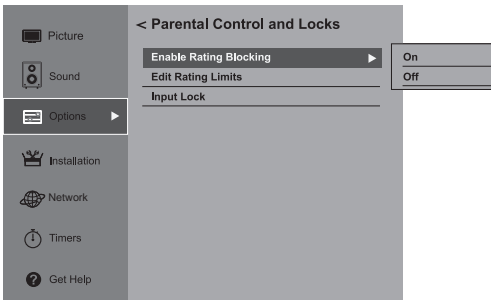 Picture
Sound
Options
Installation
Network
Timers
Get Help
< Parental Control and Locks
Enable Rating Blocking
Edit Rating Limits
Input Lock
On
Off